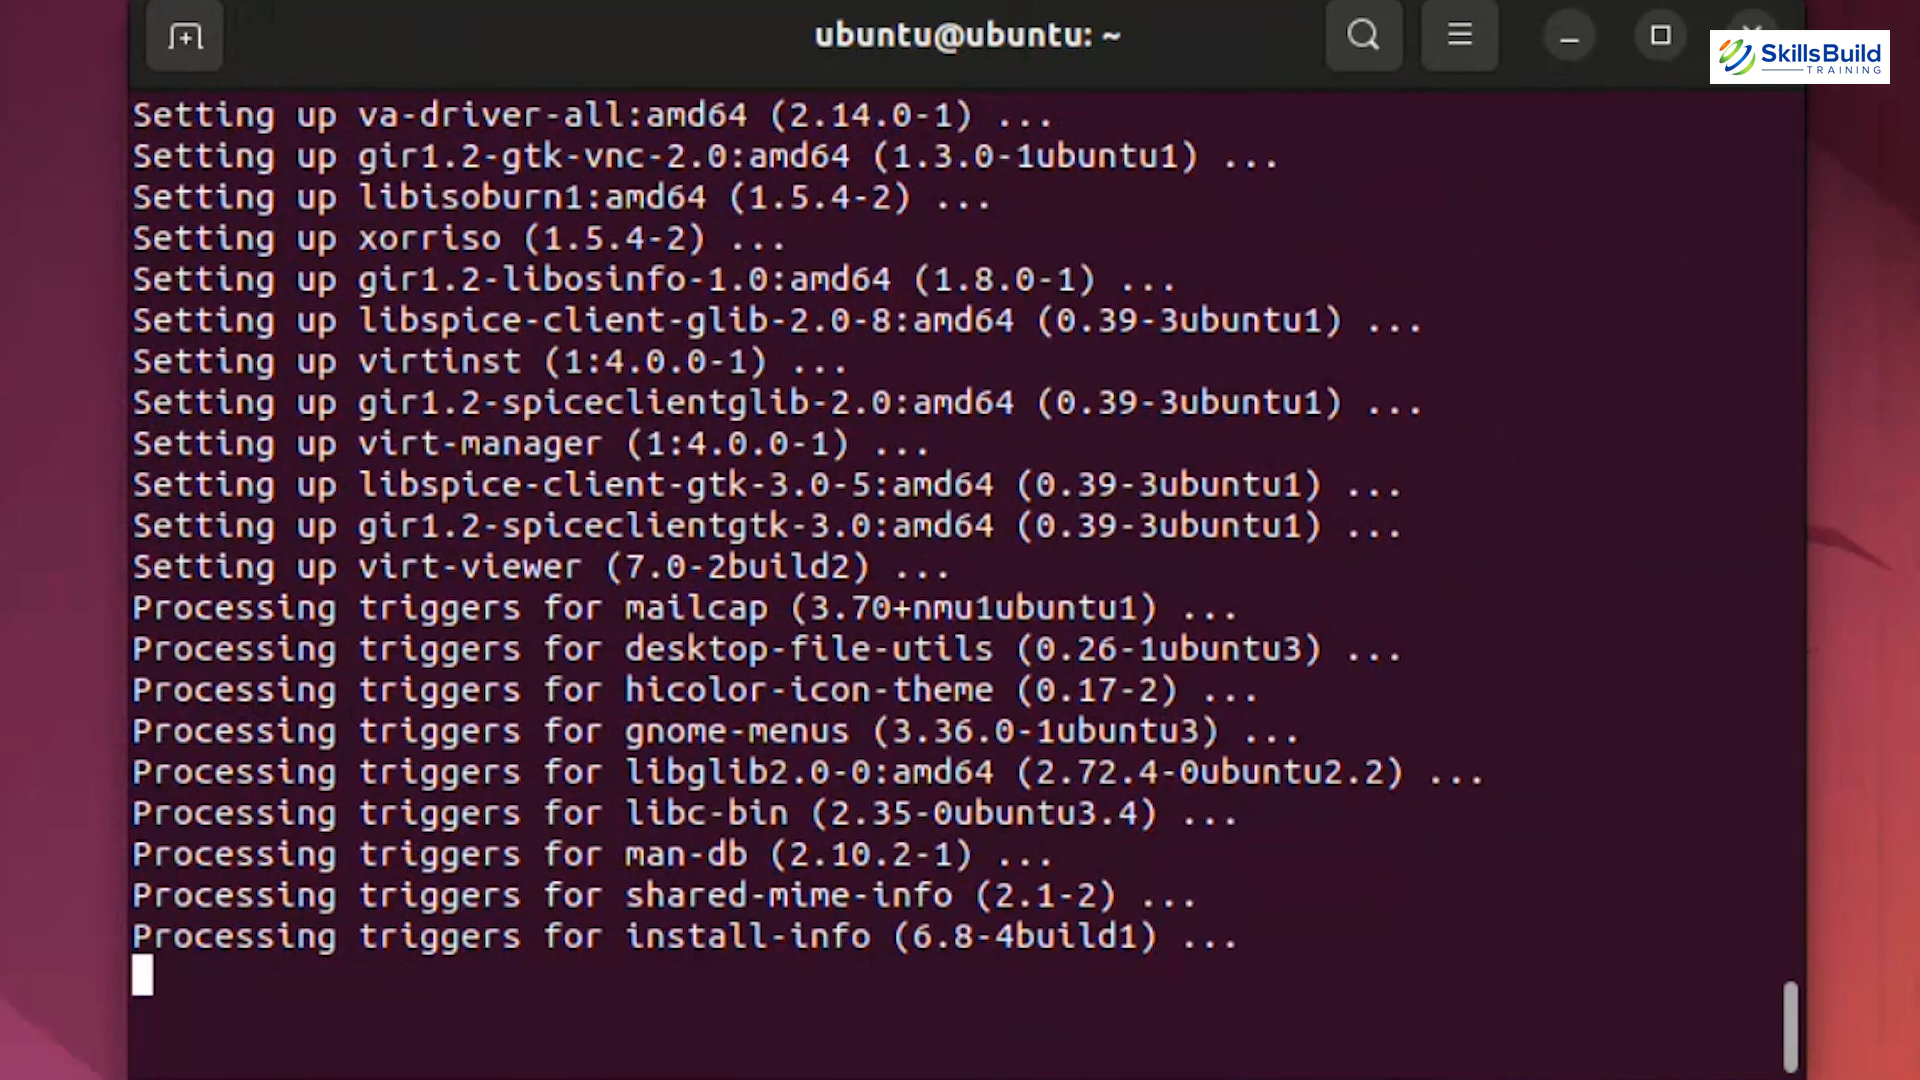 ubuntu@ubuntu: ~
SkillsBuild
TRAINING
Setting up va-driver-all:amd64 (2.14.0-1) ...
Setting up gir1.2-gtk-vnc-2.0:amd64 (1.3.0-1ubuntu1) ...
Setting up libisoburn1:amd64 (1.5.4-2) ...
Setting up xorriso (1.5.4-2) ...
Setting up gir1.2-libosinfo-1.0:amd64 (1.8.0-1) ...
Setting up libspice-client-glib-2.0-8:amd64 (0.39-3ubuntu1) ...
Setting up virtinst (1:4.0.0-1) ...
Setting up gir1.2-spiceclientglib-2.0:amd64 (0.39-3ubuntu1) ...
Setting up virt-manager (1:4.0.0-1) ...
Setting up libspice-client-gtk-3.0-5:amd64 (0.39-3ubuntu1) ...
Setting up gir1.2-spiceclientgtk-3.0:amd64 (0.39-3ubuntu1) ...
Setting up virt-viewer (7.0-2build2) ...
Processing triggers for mailcap (3.70+nmu1ubuntu1) ...
Processing triggers for desktop-file-utils (0.26-1ubuntu3) ...
Processing triggers for hicolor-icon-theme (0.17-2) ...
Processing triggers for gnome-menus (3.36.0-1ubuntu3) ...
Processing triggers for libglib2.0-0:amd64 (2.72.4-0ubuntu2.2) ...
Processing triggers for libc-bin (2.35-0ubuntu3.4) ...
Processing triggers for man-db (2.10.2-1) ...
Processing triggers for shared-mime-info (2.1-2) ...
Processing triggers for install-info (6.8-4build1) ...